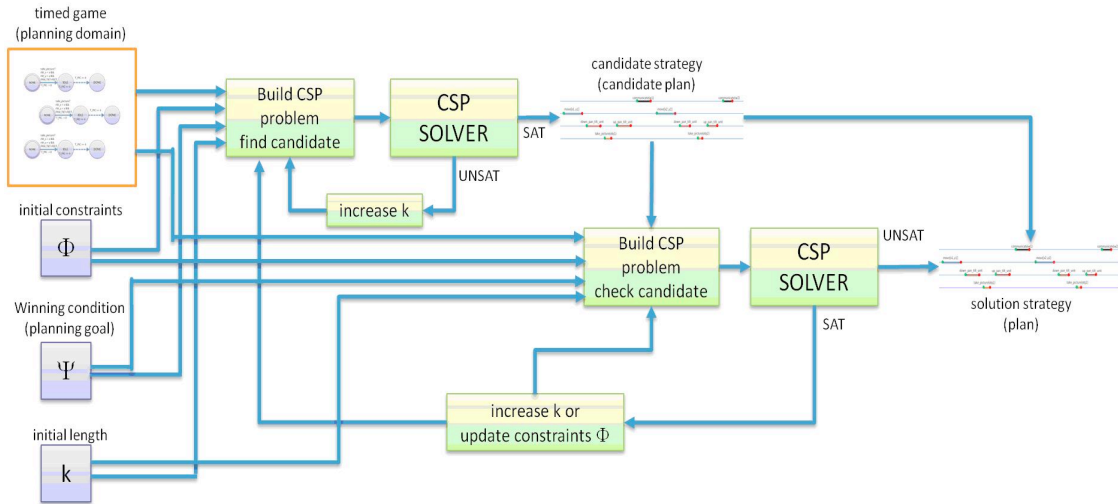 timed game
(planning domain)
candidate strategy
(candidate plan)
Build CSP
problem
find candidate
CSP
SOLVER
SAT
UNSAT
increase k
initial constraints
Φ
Build CSP
problem
check candidate
CSP
SOLVER
UNSAT
SAT
solution strategy
(plan)
Winning condition
(planning goal)
Ψ
increase k or
update constraints Φ
initial length
k